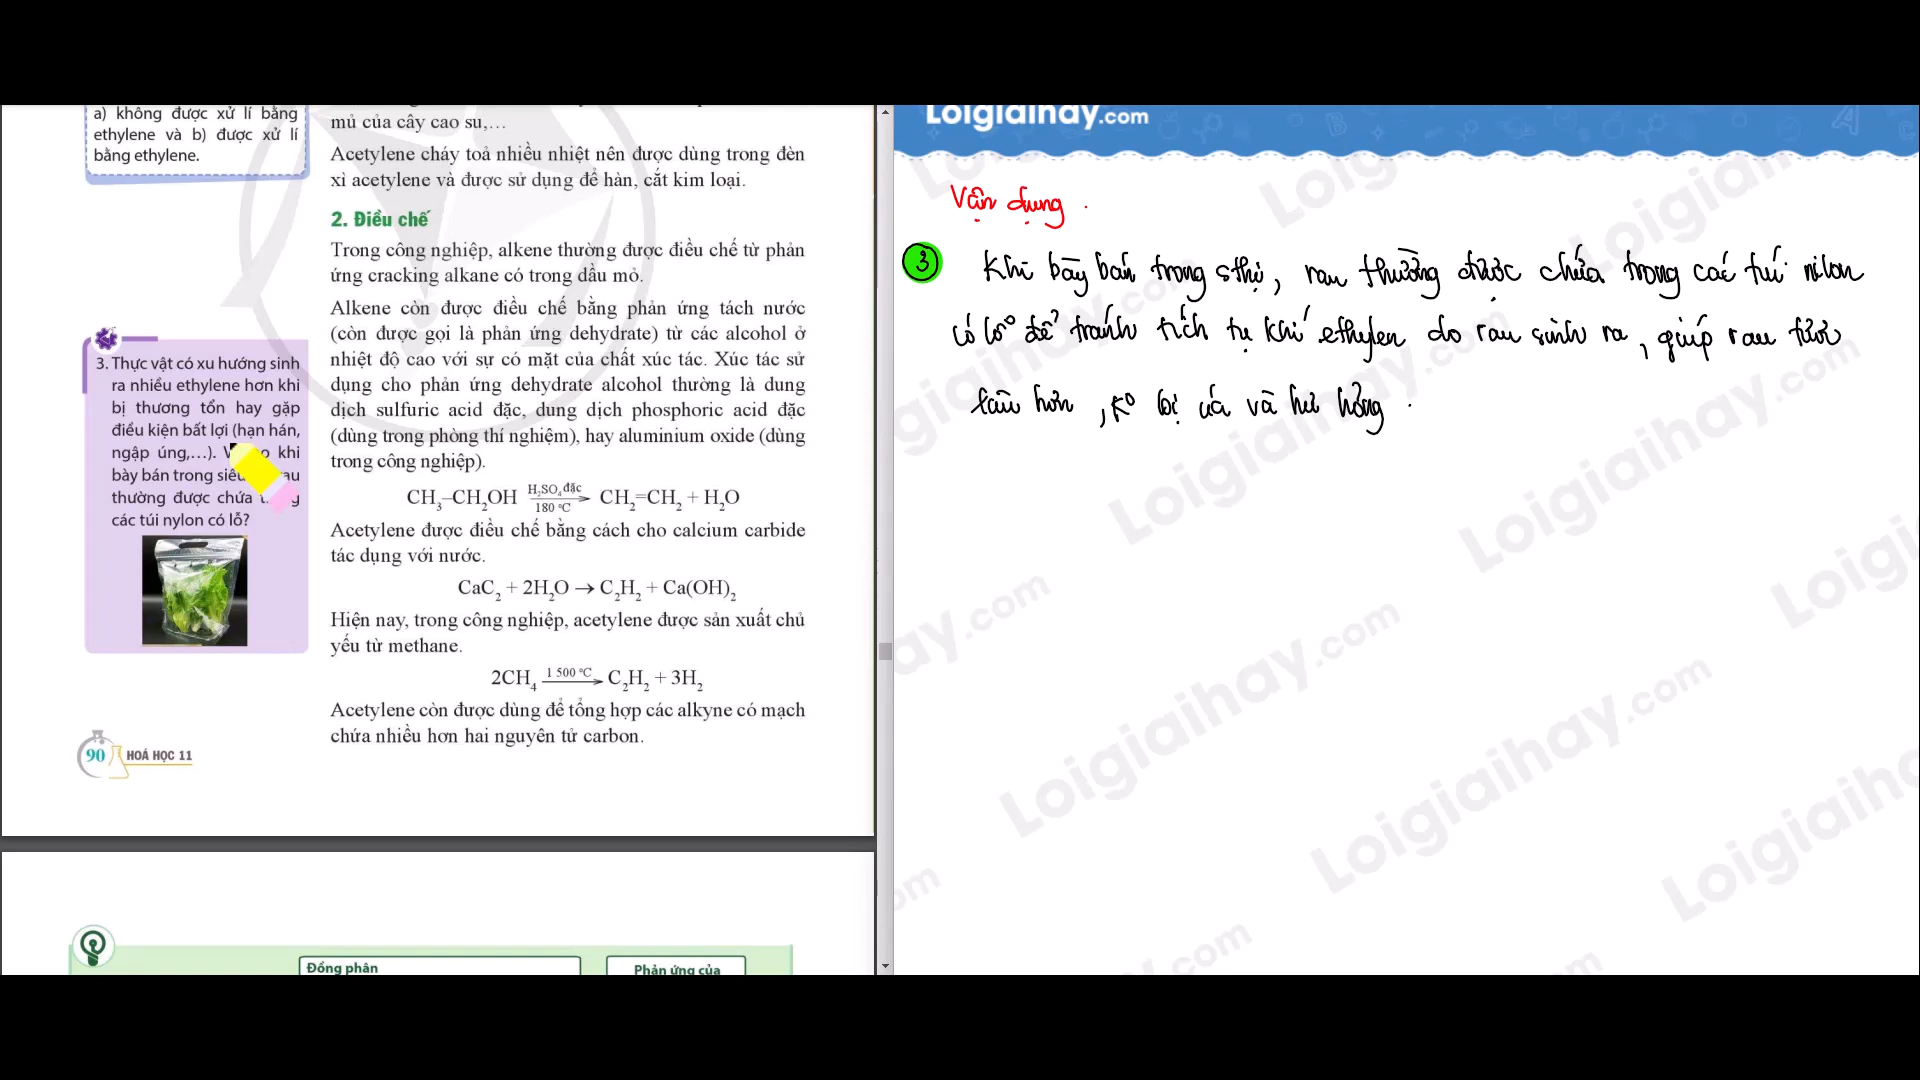 a) không được xử lí bằng
ethylene và b) được xử lí
bằng ethylene.
mủ của cây cao su,…
Acetylene cháy toả nhiều nhiệt nên được dùng trong đèn
xì acetylene và được sử dụng để hàn, cắt kim loại.
2. Điều chế
Trong công nghiệp, alkene thường được điều chế từ phản
ứng cracking alkane có trong dầu mỏ.
Alkene còn được điều chế bằng phản ứng tách nước
(còn được gọi là phản ứng dehydrate) từ các alcohol ở
nhiệt độ cao với sự có mặt của chất xúc tác. Xúc tác sử
dụng cho phản ứng dehydrate alcohol thường là dung
dịch sulfuric acid đặc, dung dịch phosphoric acid đặc
(dùng trong phòng thí nghiệm), hay aluminium oxide (dùng
trong công nghiệp).
CH₃–CH₂OH H₂SO₄ đặc 180 °C → CH₂=CH₂ + H₂O
Acetylene được điều chế bằng cách cho calcium carbide
tác dụng với nước.
CaC₂ + 2H₂O → C₂H₂ + Ca(OH)₂
Hiện nay, trong công nghiệp, acetylene được sản xuất chủ
yếu từ methane.
2CH₄ 1 500 °C → C₂H₂ + 3H₂
Acetylene còn được dùng để tổng hợp các alkyne có mạch
chứa nhiều hơn hai nguyên tử carbon.
3. Thực vật có xu hướng sinh
ra nhiều ethylene hơn khi
bị thương tổn hay gặp
điều kiện bất lợi (hạn hán,
ngập úng,…). khi
bày bán trong
thường được chứa
các túi nylon có lỗ?
90 HOÁ HỌC 11
Đồng phân
Phản ứng của
Loigiaihay.com
Vận dụng.
3 Khi bày bán trong sthị, rau thường được chứa trong các túi nilon
có lỗ để tránh tích tụ khí ethylen do rau sinh ra, giúp rau tươi
lâu hơn, k° bị úa và hư hỏng.